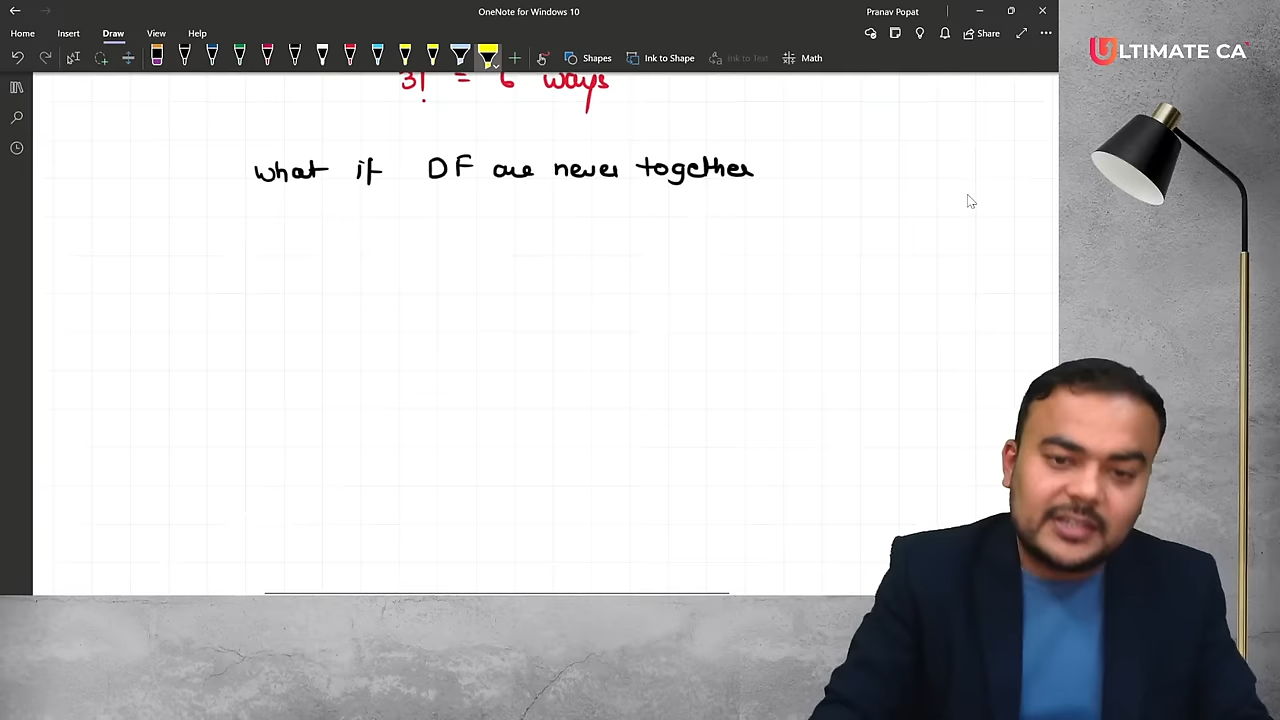 OneNote for Windows 10
Pranav Popat
Home Insert Draw View Help
Share
Shapes Ink to Shape Ink to Text Math
ULTIMATE CA
3! = 6 ways
what if DF are never together